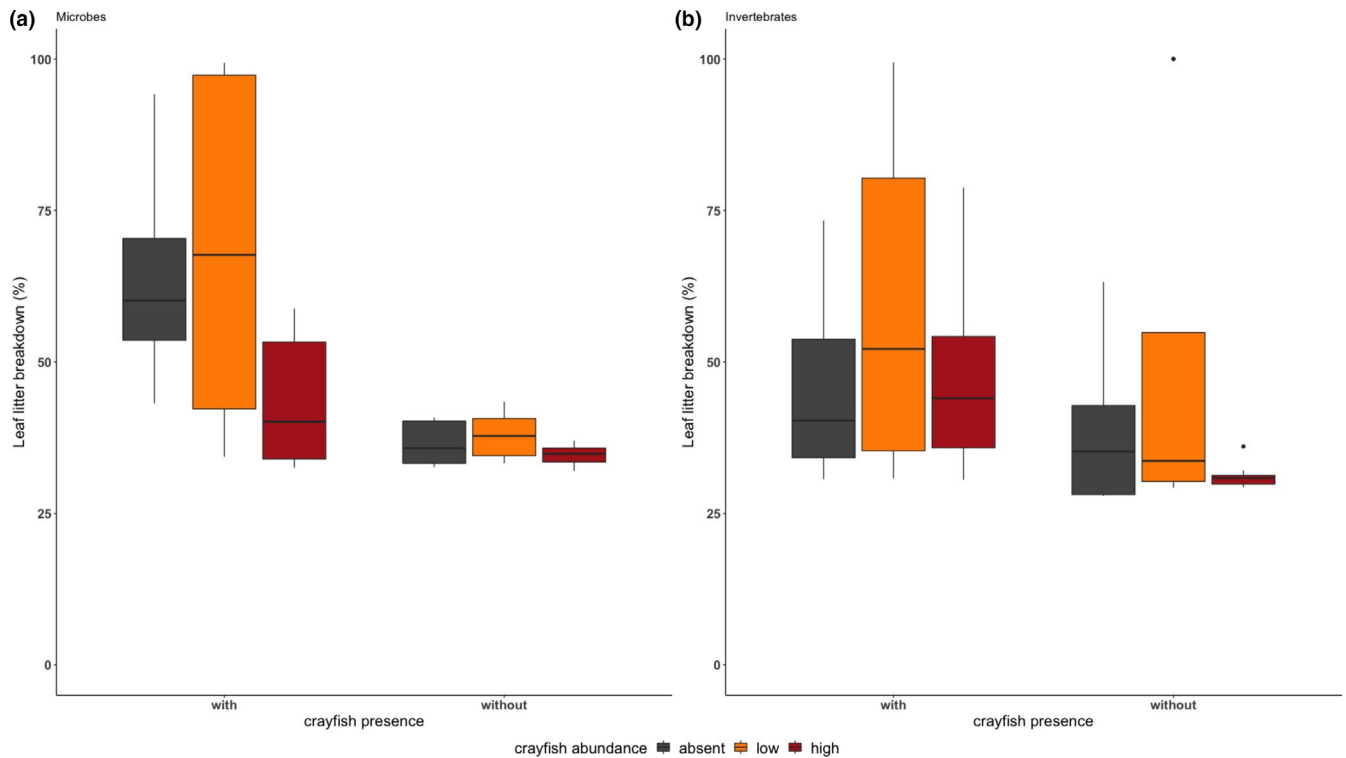 (a) Microbes
100
75
50
25
0
Leaf litter breakdown (%)
with without
crayfish presence
(b) Invertebrates
100
75
50
25
0
Leaf litter breakdown (%)
with without
crayfish presence
crayfish abundance absent low high